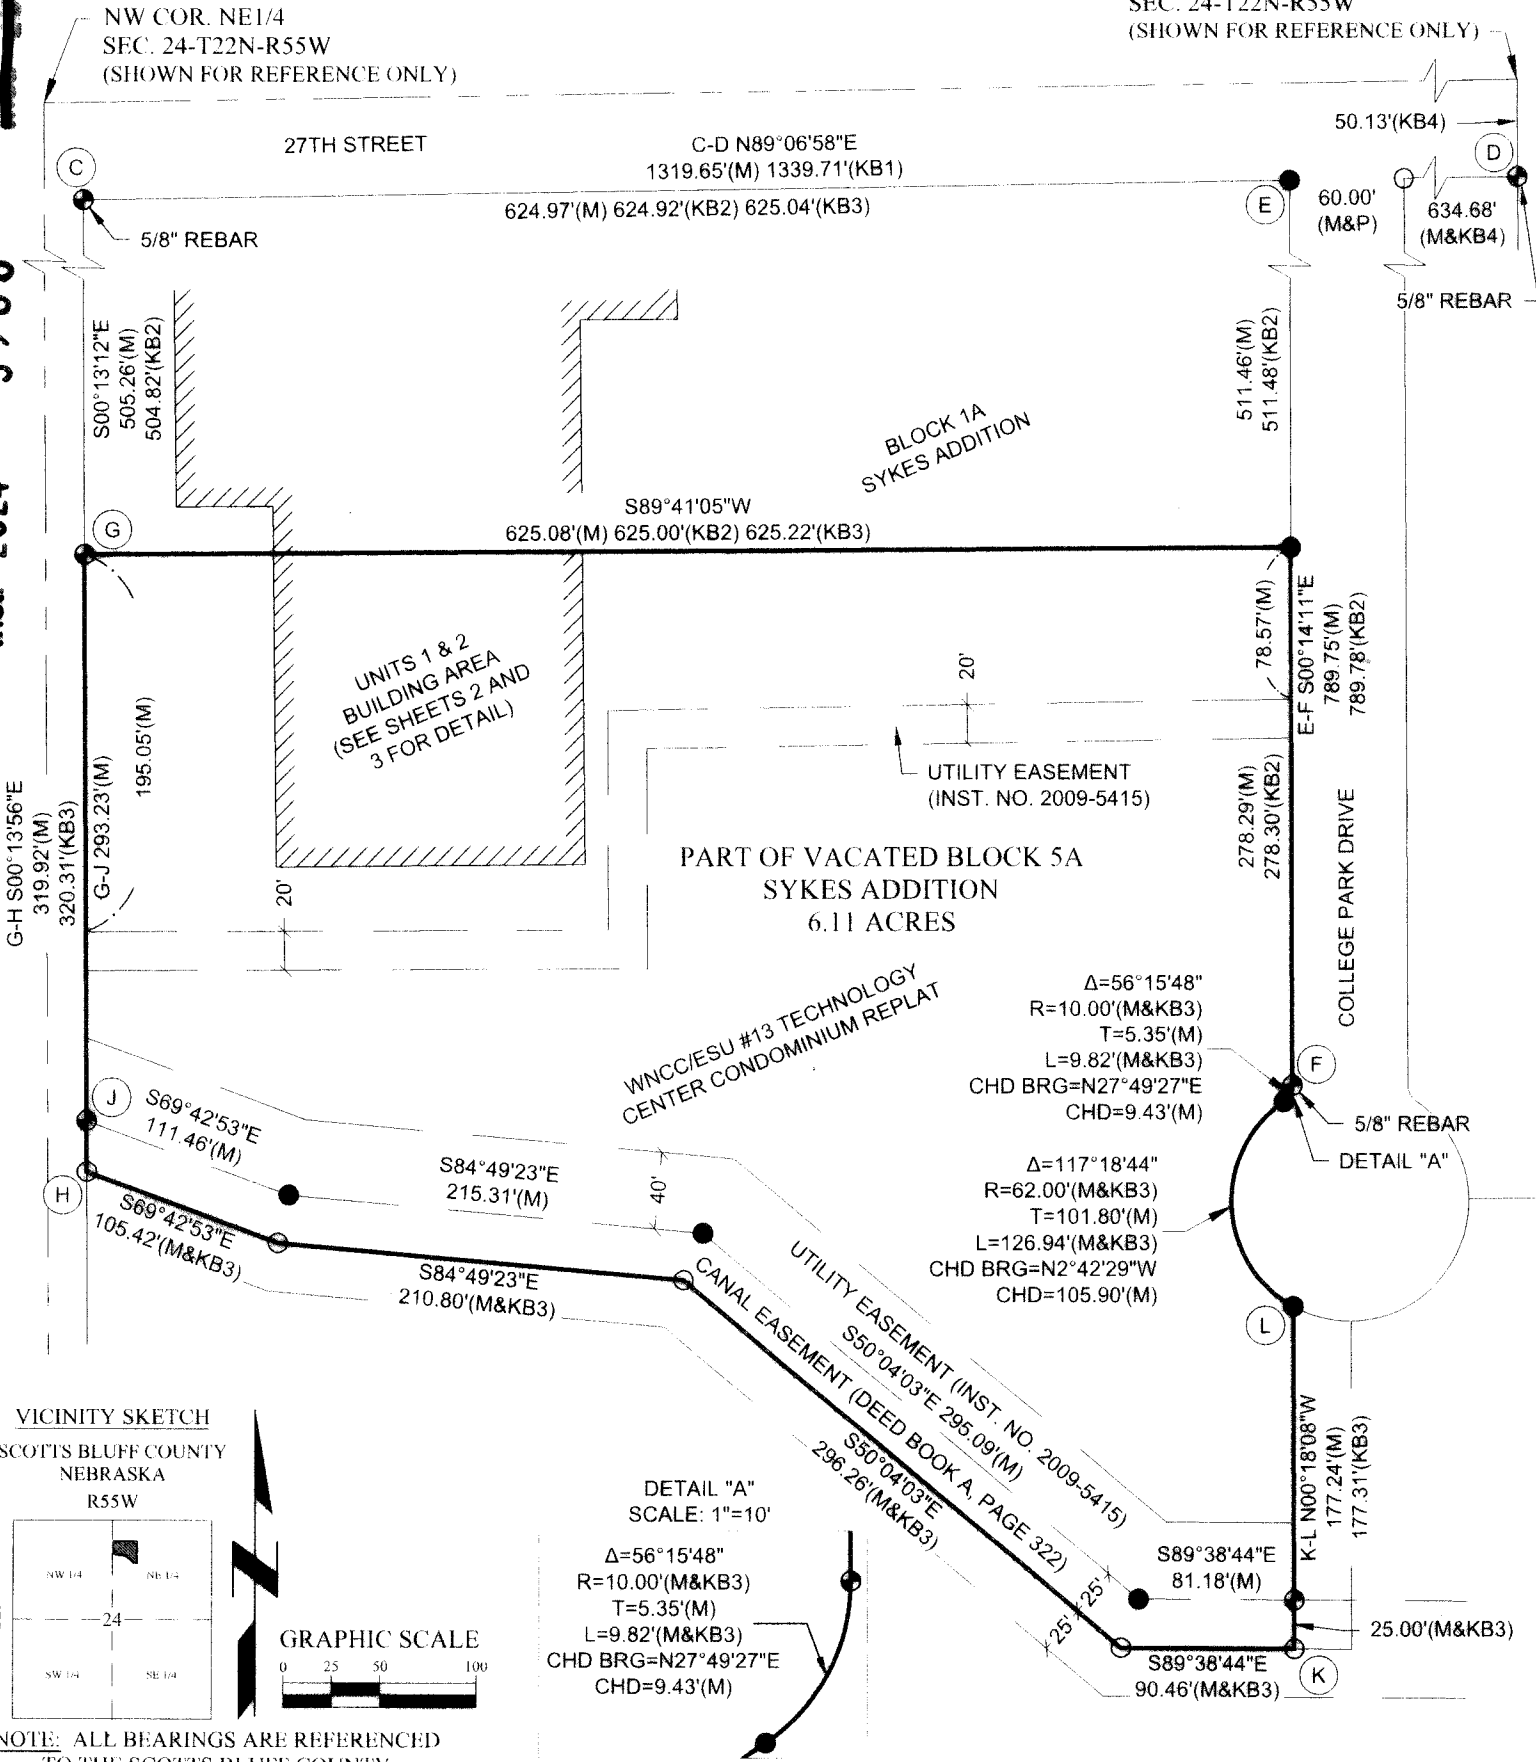 NW COR. NE1/4
SEC. 24-T22N-R55W
(SHOWN FOR REFERENCE ONLY)
SEC. 24-T22N-R55W
(SHOWN FOR REFERENCE ONLY)
50.13'(KB4)
27TH STREET
C-D N89°06'58"E
1319.65'(M) 1339.71'(KB1)
C
D
624.97'(M) 624.92'(KB2) 625.04'(KB3)
E
60.00'
(M&P)
634.68'
(M&KB4)
5/8" REBAR
5/8" REBAR
S00°13'12"E
505.26'(M)
504.82'(KB2)
511.46'(M)
511.48'(KB2)
BLOCK 1A
SYKES ADDITION
G
S89°41'05"W
625.08'(M) 625.00'(KB2) 625.22'(KB3)
78.57'(M)
E-F S00°14'11"E
789.75'(M)
789.78'(KB2)
UNITS 1 & 2
BUILDING AREA
(SEE SHEETS 2 AND
3 FOR DETAIL)
20'
UTILITY EASEMENT
(INST. NO. 2009-5415)
195.05'(M)
G-H S00°13'56"E
319.92'(M)
320.31'(KB3)
G-J 293.23'(M)
278.29'(M)
278.30'(KB2)
COLLEGE PARK DRIVE
20'
PART OF VACATED BLOCK 5A
SYKES ADDITION
6.11 ACRES
WNCC/ESU #13 TECHNOLOGY
CENTER CONDOMINIUM REPLAT
Δ=56°15'48"
R=10.00'(M&KB3)
T=5.35'(M)
L=9.82'(M&KB3)
CHD BRG=N27°49'27"E
CHD=9.43'(M)
F
5/8" REBAR
DETAIL "A"
J
S69°42'53"E
111.46'(M)
S84°49'23"E
215.31'(M)
40'
Δ=117°18'44"
R=62.00'(M&KB3)
T=101.80'(M)
L=126.94'(M&KB3)
CHD BRG=N2°42'29"W
CHD=105.90'(M)
H
S69°42'53"E
105.42'(M&KB3)
S84°49'23"E
210.80'(M&KB3)
L
UTILITY EASEMENT (INST. NO. 2009-5415)
S50°04'03"E 295.09'(M)
CANAL EASEMENT (DEED BOOK A, PAGE 322)
S50°04'03"E
296.26'(M&KB3)
K-L N00°18'08"W
177.24'(M)
177.31'(KB3)
S89°38'44"E
81.18'(M)
25'
25'
25.00'(M&KB3)
S89°38'44"E
90.46'(M&KB3)
K
VICINITY SKETCH
SCOTTS BLUFF COUNTY
NEBRASKA
R55W
NW 1/4
NE 1/4
24
SW 1/4
SE 1/4
GRAPHIC SCALE
0 25 50 100
DETAIL "A"
SCALE: 1"=10'
Δ=56°15'48"
R=10.00'(M&KB3)
T=5.35'(M)
L=9.82'(M&KB3)
CHD BRG=N27°49'27"E
CHD=9.43'(M)
NOTE: ALL BEARINGS ARE REFERENCED
TO THE SCOTTS BLUFF COUNTY